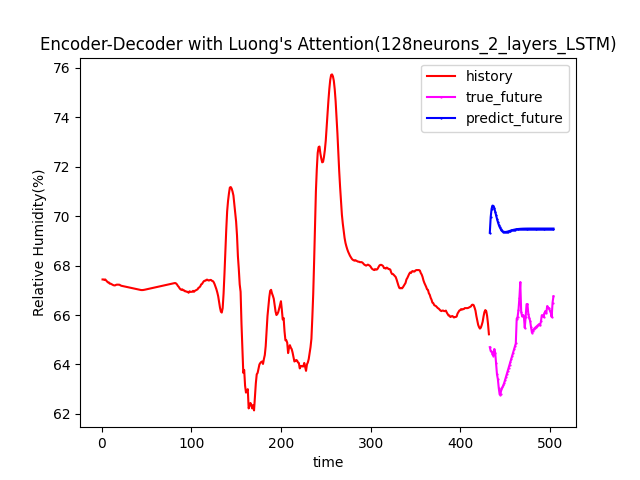 Encoder-Decoder with Luong's Attention(128neurons_2_layers_LSTM)
history
true_future
predict_future
Relative Humidity(%)
76
74
72
70
68
66
64
62
0 100 200 300 400 500
time